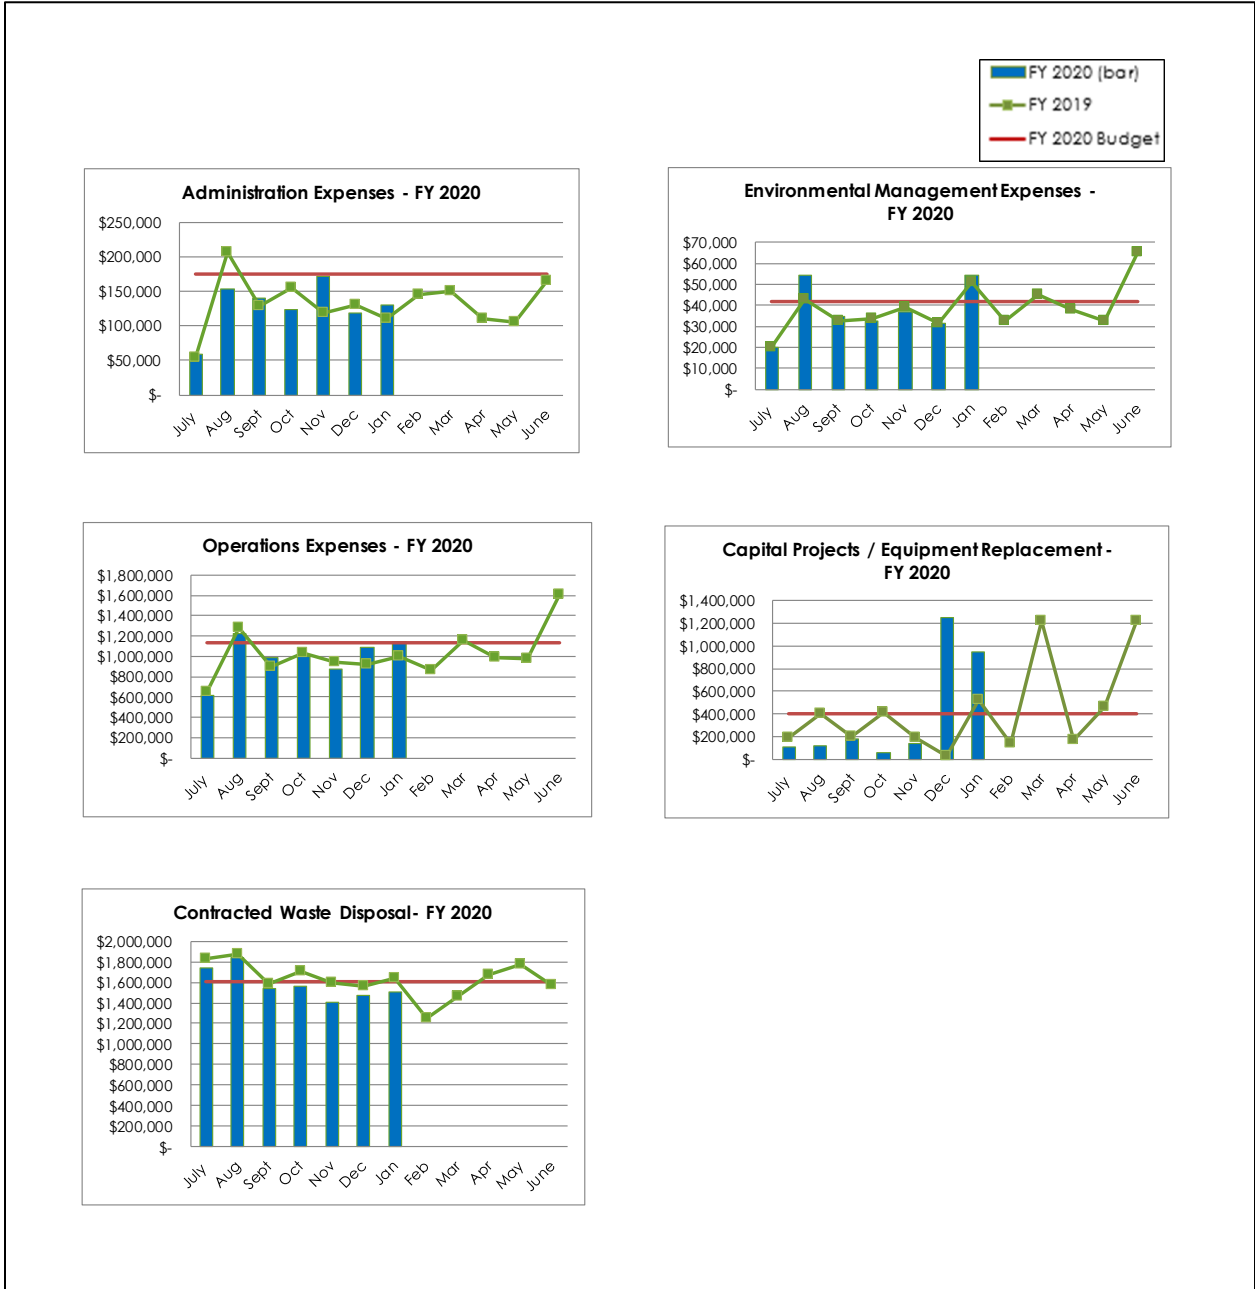 FY 2020 (bar)
FY 2019
FY 2020 Budget
Administration Expenses - FY 2020
$250,000
$200,000
$150,000
$100,000
$50,000
$-
July Aug Sept Oct Nov Dec Jan Feb Mar Apr May June
Environmental Management Expenses -
FY 2020
$70,000
$60,000
$50,000
$40,000
$30,000
$20,000
$10,000
$-
July Aug Sept Oct Nov Dec Jan Feb Mar Apr May June
Operations Expenses - FY 2020
$1,800,000
$1,600,000
$1,400,000
$1,200,000
$1,000,000
$800,000
$600,000
$400,000
$200,000
$-
July Aug Sept Oct Nov Dec Jan Feb Mar Apr May June
Capital Projects / Equipment Replacement -
FY 2020
$1,400,000
$1,200,000
$1,000,000
$800,000
$600,000
$400,000
$200,000
$-
July Aug Sept Oct Nov Dec Jan Feb Mar Apr May June
Contracted Waste Disposal- FY 2020
$2,000,000
$1,800,000
$1,600,000
$1,400,000
$1,200,000
$1,000,000
$800,000
$600,000
$400,000
$200,000
$-
July Aug Sept Oct Nov Dec Jan Feb Mar Apr May June